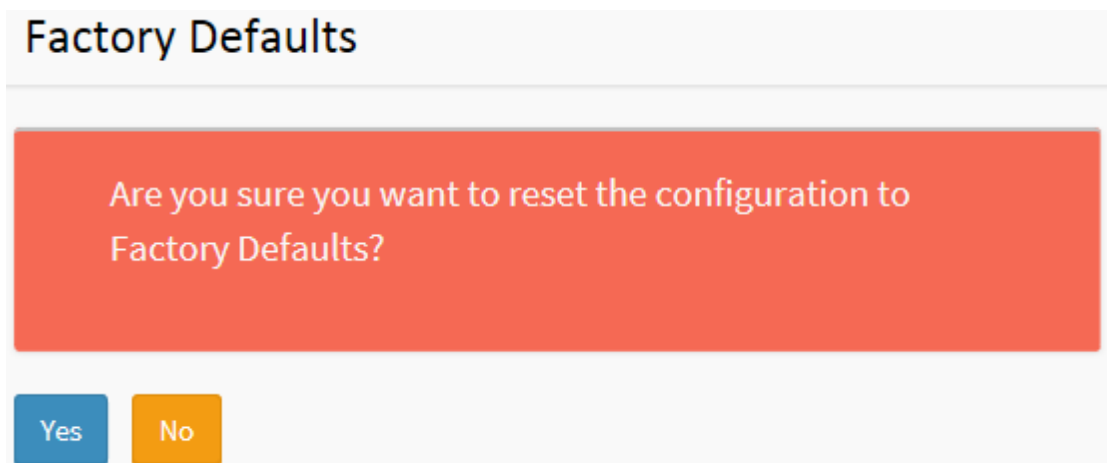 Factory Defaults
Are you sure you want to reset the configuration to
Factory Defaults?
Yes No